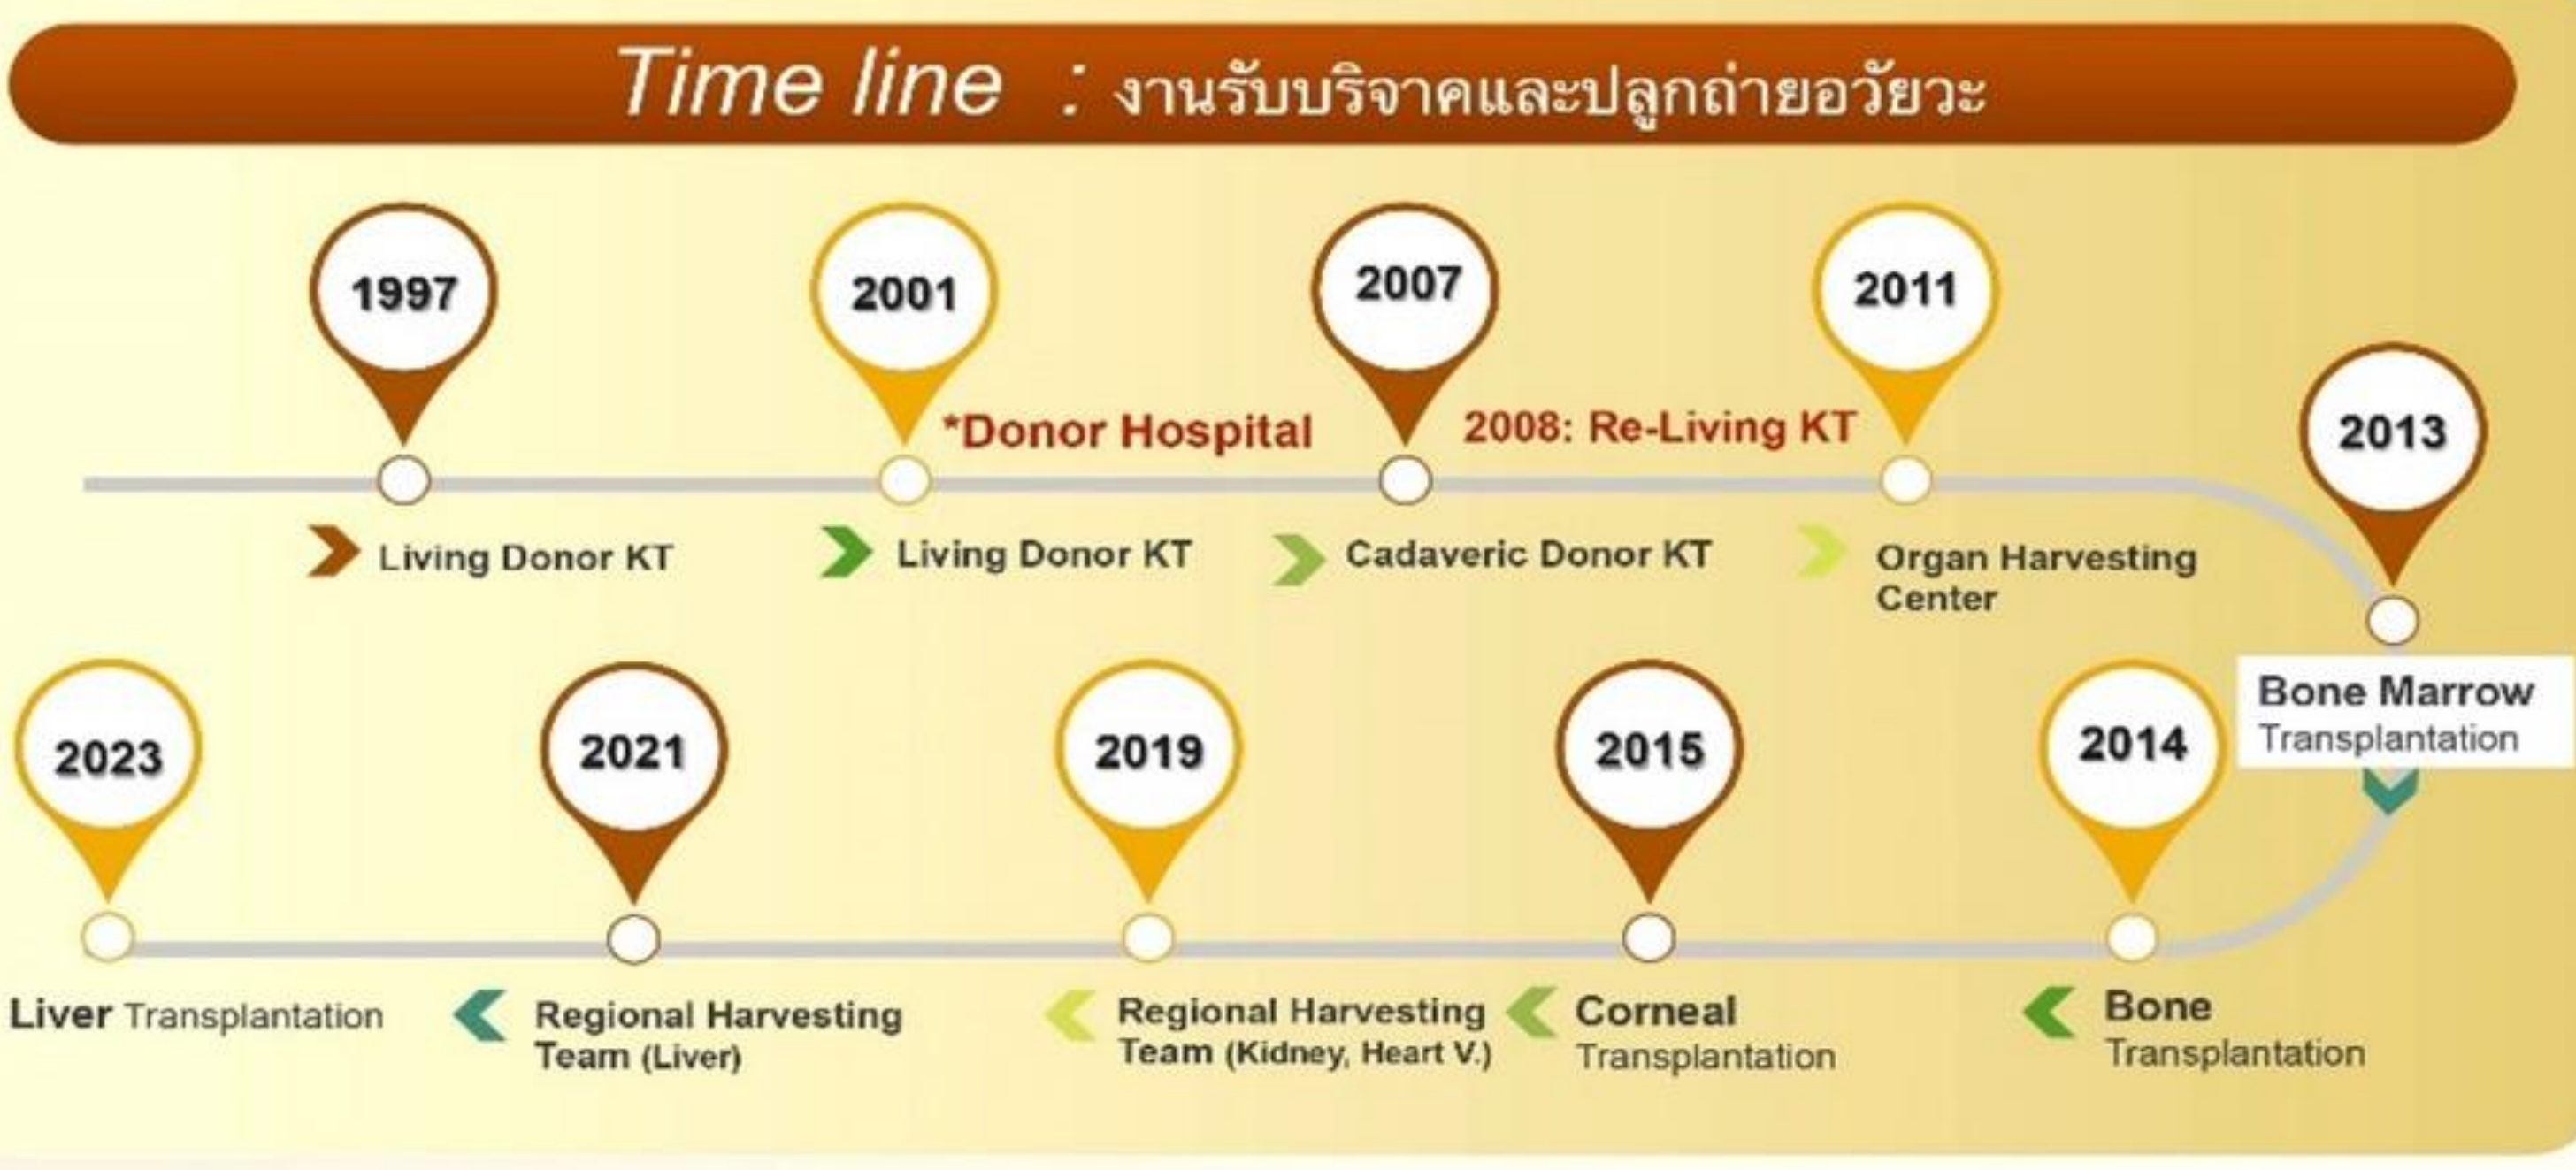 Time line : งานรับบริจาคและปลูกถ่ายอวัยวะ
1997
2001
2007
2011
2013
*Donor Hospital
2008: Re-Living KT
Living Donor KT
Living Donor KT
Cadaveric Donor KT
Organ Harvesting
Center
Bone Marrow
Transplantation
2023
2021
2019
2015
2014
Liver Transplantation
Regional Harvesting
Team (Liver)
Regional Harvesting
Team (Kidney, Heart V.)
Corneal
Transplantation
Bone
Transplantation